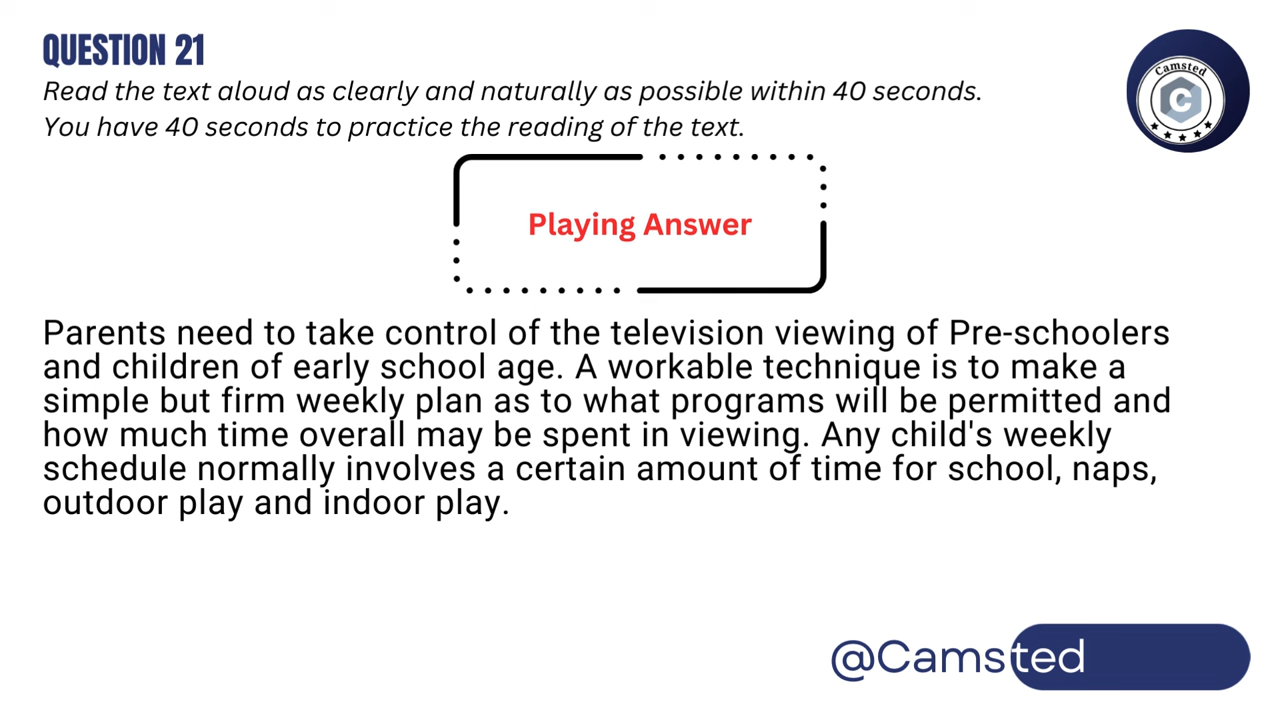 QUESTION 21
Read the text aloud as clearly and naturally as possible within 40 seconds.
You have 40 seconds to practice the reading of the text.
Camsted
C
Playing Answer
Parents need to take control of the television viewing of Pre-schoolers
and children of early school age. A workable technique is to make a
simple but firm weekly plan as to what programs will be permitted and
how much time overall may be spent in viewing. Any child's weekly
schedule normally involves a certain amount of time for school, naps,
outdoor play and indoor play.
@Camsted